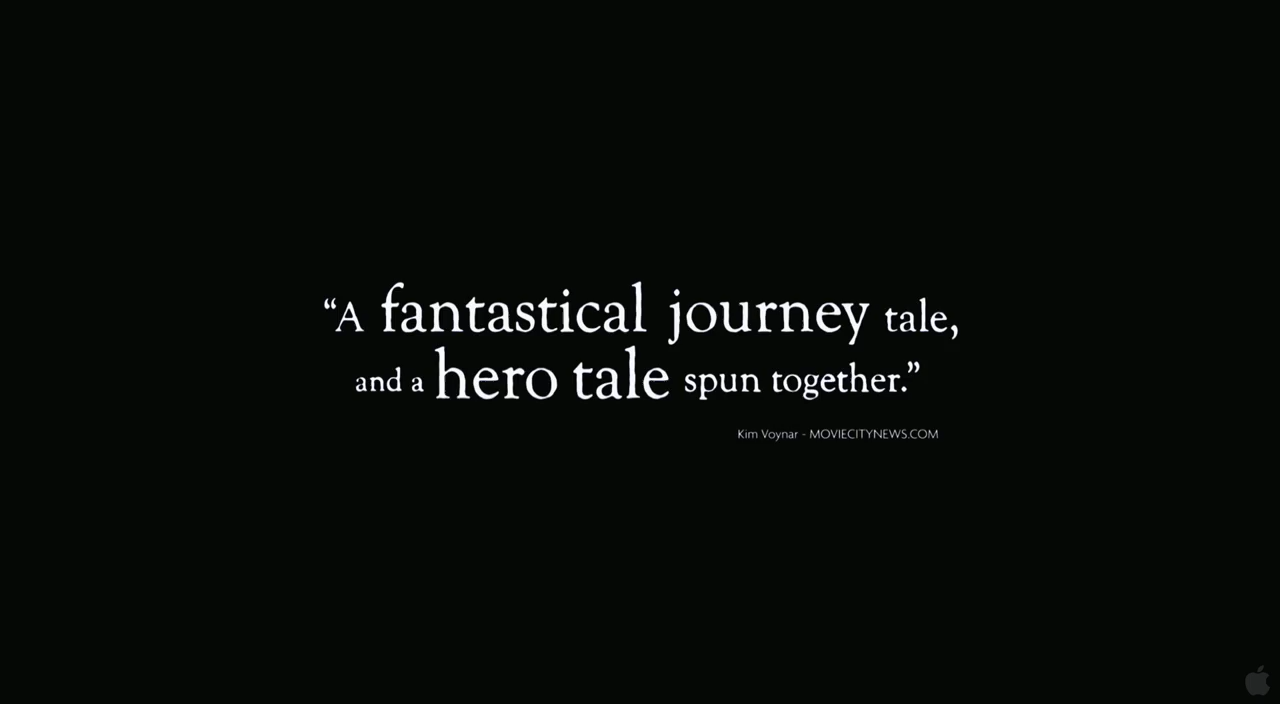 “A fantastical journey tale,
and a hero tale spun together.”
Kim Voynar - MOVIECITYNEWS.COM